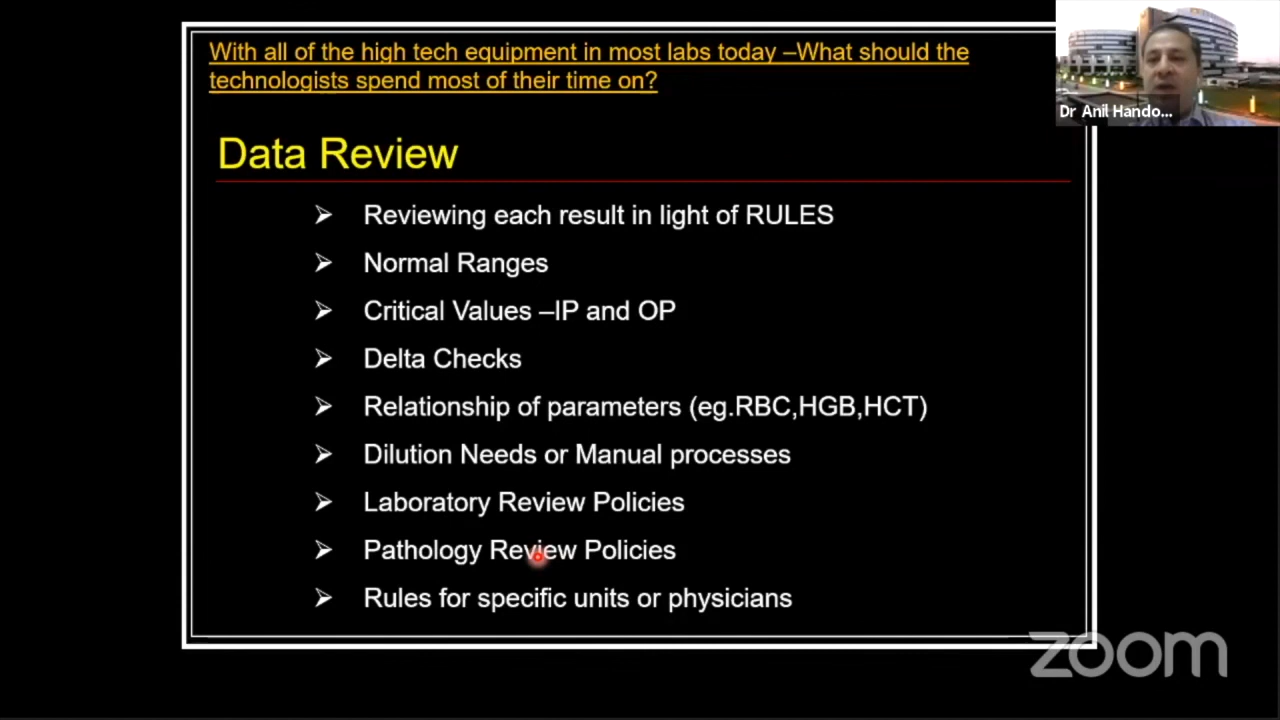 With all of the high tech equipment in most labs today –What should the
technologists spend most of their time on?
Data Review
➢ Reviewing each result in light of RULES
➢ Normal Ranges
➢ Critical Values –IP and OP
➢ Delta Checks
➢ Relationship of parameters (eg.RBC,HGB,HCT)
➢ Dilution Needs or Manual processes
➢ Laboratory Review Policies
➢ Pathology Review Policies
➢ Rules for specific units or physicians
Dr Anil Hando...
zoom